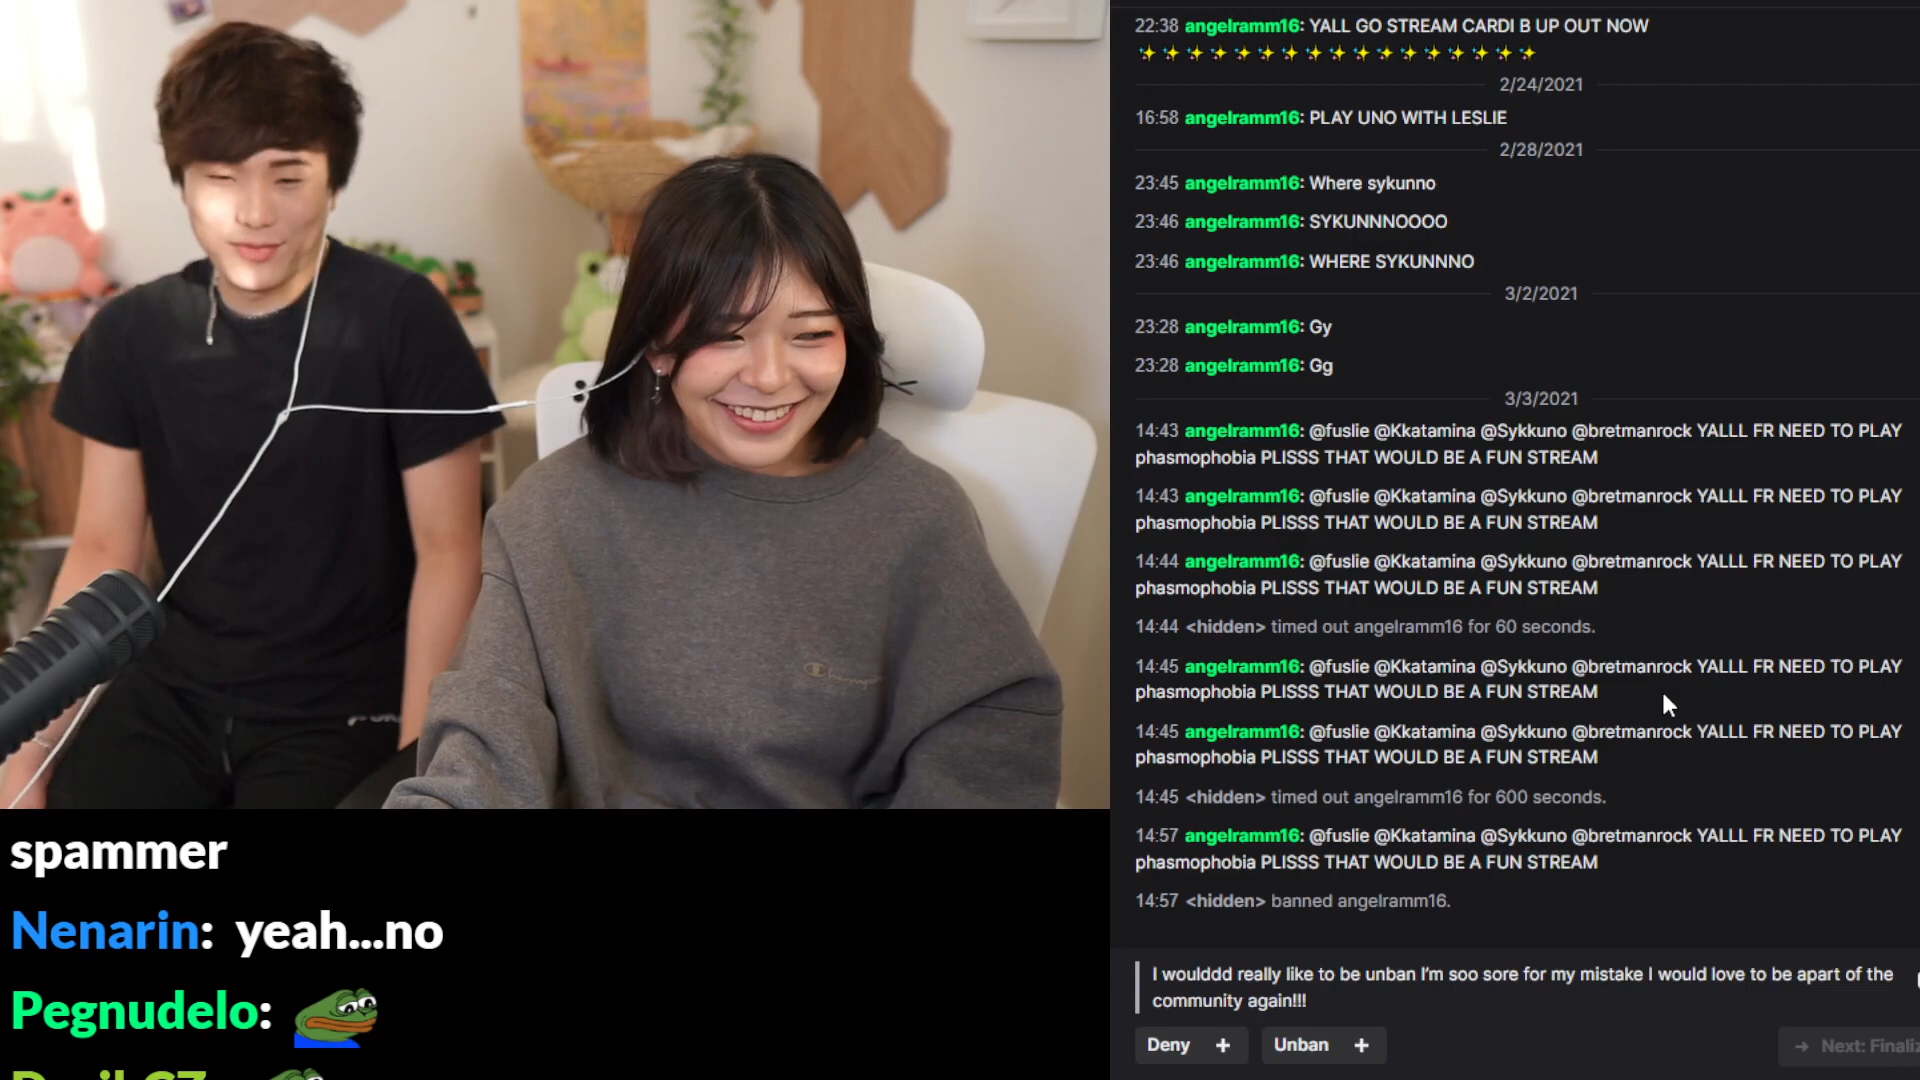 22:38 angelramm16: YALL GO STREAM CARDI B UP OUT NOW
✨✨✨✨✨✨✨✨✨✨✨✨✨✨✨✨✨
2/24/2021
16:58 angelramm16: PLAY UNO WITH LESLIE
2/28/2021
23:45 angelramm16: Where sykunno
23:46 angelramm16: SYKUNNNOOOO
23:46 angelramm16: WHERE SYKUNNNO
3/2/2021
23:28 angelramm16: Gy
23:28 angelramm16: Gg
3/3/2021
14:43 angelramm16: @fuslie @Kkatamina @Sykkuno @bretmanrock YALLL FR NEED TO PLAY
phasmophobia PLISSS THAT WOULD BE A FUN STREAM
14:43 angelramm16: @fuslie @Kkatamina @Sykkuno @bretmanrock YALLL FR NEED TO PLAY
phasmophobia PLISSS THAT WOULD BE A FUN STREAM
14:44 angelramm16: @fuslie @Kkatamina @Sykkuno @bretmanrock YALLL FR NEED TO PLAY
phasmophobia PLISSS THAT WOULD BE A FUN STREAM
14:44 <hidden> timed out angelramm16 for 60 seconds.
14:45 angelramm16: @fuslie @Kkatamina @Sykkuno @bretmanrock YALLL FR NEED TO PLAY
phasmophobia PLISSS THAT WOULD BE A FUN STREAM
14:45 angelramm16: @fuslie @Kkatamina @Sykkuno @bretmanrock YALLL FR NEED TO PLAY
phasmophobia PLISSS THAT WOULD BE A FUN STREAM
14:45 <hidden> timed out angelramm16 for 600 seconds.
14:57 angelramm16: @fuslie @Kkatamina @Sykkuno @bretmanrock YALLL FR NEED TO PLAY
phasmophobia PLISSS THAT WOULD BE A FUN STREAM
14:57 <hidden> banned angelramm16.
I wouldddd really like to be unban I'm soo sore for my mistake I would love to be apart of the
community again!!!
Deny + Unban + → Next:
Champion
spammer
Nenarin: yeah...no
Pegnudelo: